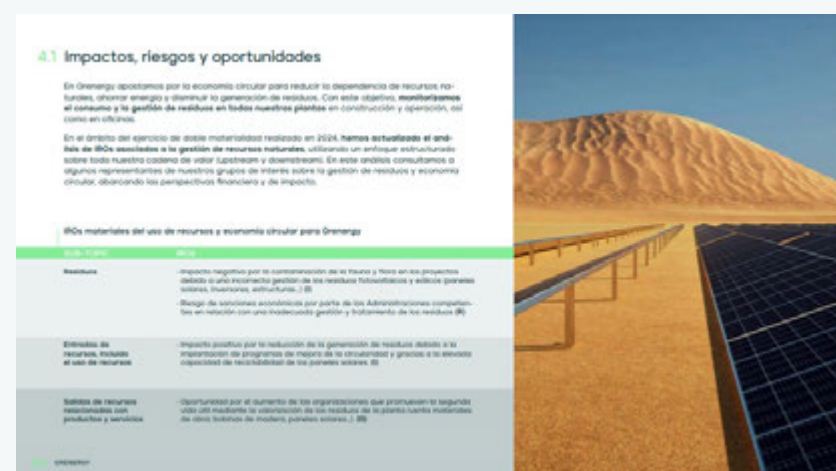 4.1 Impactos, riesgos y oportunidades
En Grenergy apostamos por la economía circular para reducir la dependencia de recursos na-
turales, ahorrar energía y disminuir la generación de residuos. Con este objetivo, monitorizamos
el consumo y la gestión de residuos en todas nuestras plantas en construcción y operación, así
como en oficinas.
En el ámbito del ejercicio de doble materialidad realizado en 2024, hemos actualizado el aná-
lisis de IROs asociados a la gestión de recursos naturales, utilizando un enfoque estructurado
sobre toda nuestra cadena de valor (upstream y downstream). En este análisis consultamos a
algunos representantes de nuestros grupos de interés sobre la gestión de residuos y economía
circular, abarcando las perspectivas financiera y de impacto.
IROs materiales del uso de recursos y economía circular para Grenergy
SUB-TOPIC IROs
Residuos
- Impacto negativo por la contaminación de la fauna y flora en los proyectos
debido a una incorrecta gestión de los residuos fotovoltaicos y eólicos (paneles
solares, inversores, estructuras...) (I)
- Riesgo de sanciones económicas por parte de las Administraciones competen-
tes en relación con una inadecuada gestión y tratamiento de los residuos (R)
Entradas de
recursos, incluido
el uso de recursos
- Impacto positivo por la reducción de la generación de residuos debido a la
implantación de programas de mejora de la circularidad y gracias a la elevada
capacidad de reciclabilidad de los paneles solares. (I)
Salidas de recursos
relacionadas con
productos y servicios
- Oportunidad por el aumento de las organizaciones que promueven la segunda
vida útil mediante la valorización de los residuos de la planta (venta materiales
de obra: bobinas de madera, paneles solares...).
GRENERGY